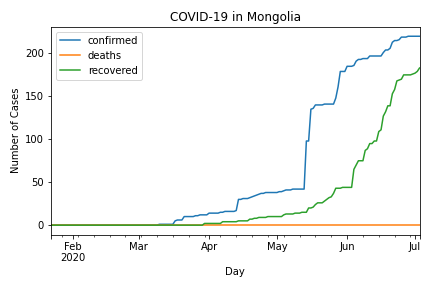 COVID-19 in Mongolia
confirmed
deaths
recovered
Number of Cases
200
150
100
50
0
Feb
2020
Mar
Apr
May
Jun
Jul
Day